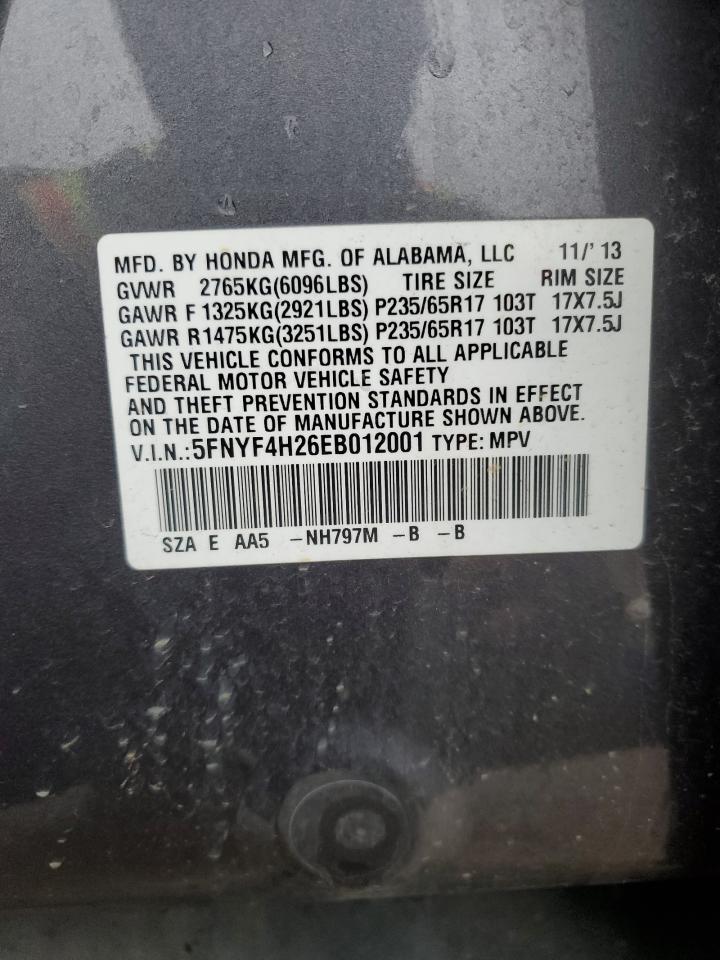 MFD. BY HONDA MFG. OF ALABAMA, LLC 11/'13
GVWR 2765KG(6096LBS) TIRE SIZE RIM SIZE
GAWR F 1325KG(2921LBS) P235/65R17 103T 17X7.5J
GAWR R1475KG(3251LBS) P235/65R17 103T 17X7.5J
THIS VEHICLE CONFORMS TO ALL APPLICABLE
FEDERAL MOTOR VEHICLE SAFETY
AND THEFT PREVENTION STANDARDS IN EFFECT
ON THE DATE OF MANUFACTURE SHOWN ABOVE.
V.I.N.:5FNYF4H26EB012001 TYPE: MPV
SZA E AA5 -NH797M -B -B